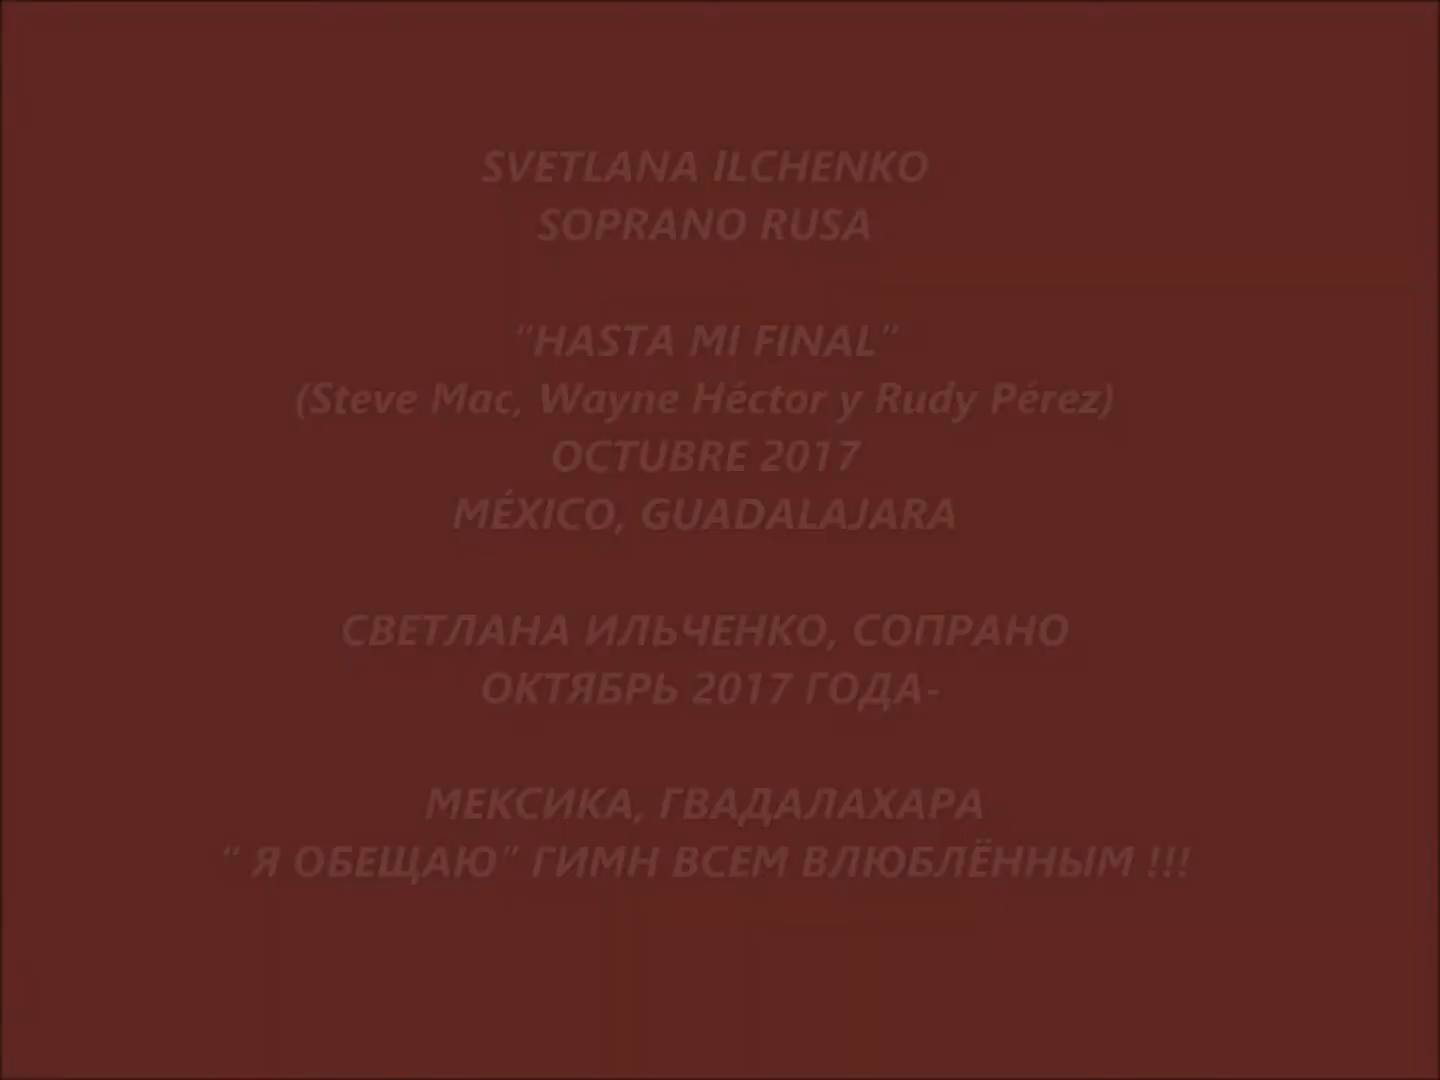 SVETLANA ILCHENKO
SOPRANO RUSA
"HASTA MI FINAL"
(Steve Mac, Wayne Héctor y Rudy Pérez)
OCTUBRE 2017
MÉXICO, GUADALAJARA
СВЕТЛАНА ИЛЬЧЕНКО, СОПРАНО
ОКТЯБРЬ 2017 ГОДА-
МЕКСИКА, ГВАДАЛАХАРА
" Я ОБЕЩАЮ" ГИМН ВСЕМ ВЛЮБЛЁННЫМ !!!